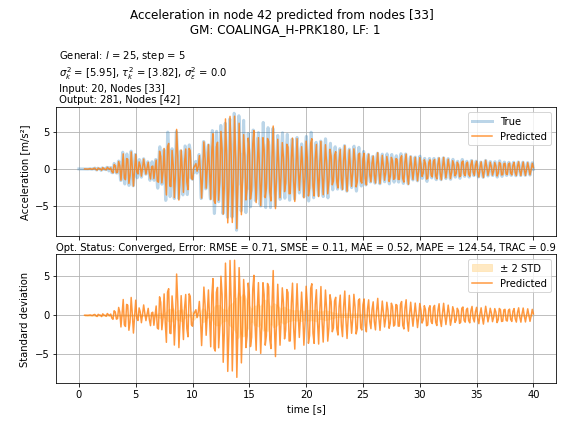 Acceleration in node 42 predicted from nodes [33]
GM: COALINGA_H-PRK180, LF: 1
General: l = 25, step = 5
σ²ₖ = [5.95], τ²ₖ = [3.82], σ²ε = 0.0
Input: 20, Nodes [33]
Output: 281, Nodes [42]
Acceleration [m/s²]
5
0
−5
True
Predicted
Opt. Status: Converged, Error: RMSE = 0.71, SMSE = 0.11, MAE = 0.52, MAPE = 124.54, TRAC = 0.9
Standard deviation
5
0
−5
± 2 STD
Predicted
0 5 10 15 20 25 30 35 40
time [s]